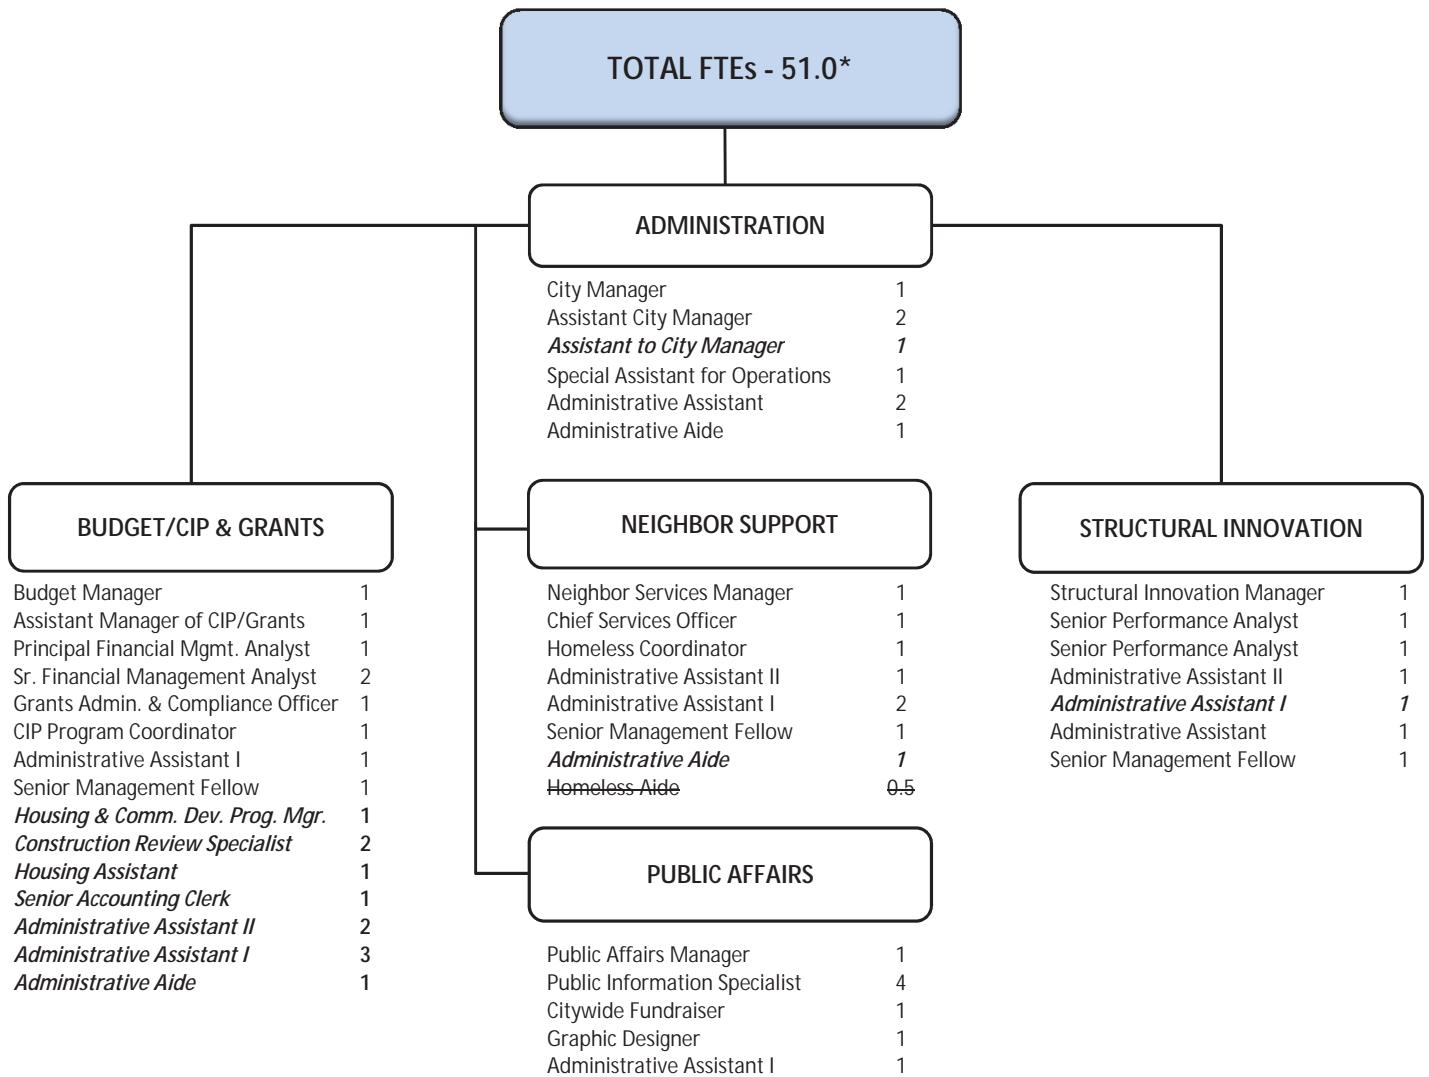 TOTAL FTEs - 51.0*
ADMINISTRATION
City Manager 1
Assistant City Manager 2
Assistant to City Manager 1
Special Assistant for Operations 1
Administrative Assistant 2
Administrative Aide 1
BUDGET/CIP & GRANTS
Budget Manager 1
Assistant Manager of CIP/Grants 1
Principal Financial Mgmt. Analyst 1
Sr. Financial Management Analyst 2
Grants Admin. & Compliance Officer 1
CIP Program Coordinator 1
Administrative Assistant I 1
Senior Management Fellow 1
Housing & Comm. Dev. Prog. Mgr. 1
Construction Review Specialist 2
Housing Assistant 1
Senior Accounting Clerk 1
Administrative Assistant II 2
Administrative Assistant I 3
Administrative Aide 1
NEIGHBOR SUPPORT
Neighbor Services Manager 1
Chief Services Officer 1
Homeless Coordinator 1
Administrative Assistant II 1
Administrative Assistant I 2
Senior Management Fellow 1
Administrative Aide 1
Homeless Aide 0.5
PUBLIC AFFAIRS
Public Affairs Manager 1
Public Information Specialist 4
Citywide Fundraiser 1
Graphic Designer 1
Administrative Assistant I 1
STRUCTURAL INNOVATION
Structural Innovation Manager 1
Senior Performance Analyst 1
Senior Performance Analyst 1
Administrative Assistant II 1
Administrative Assistant I 1
Administrative Assistant 1
Senior Management Fellow 1